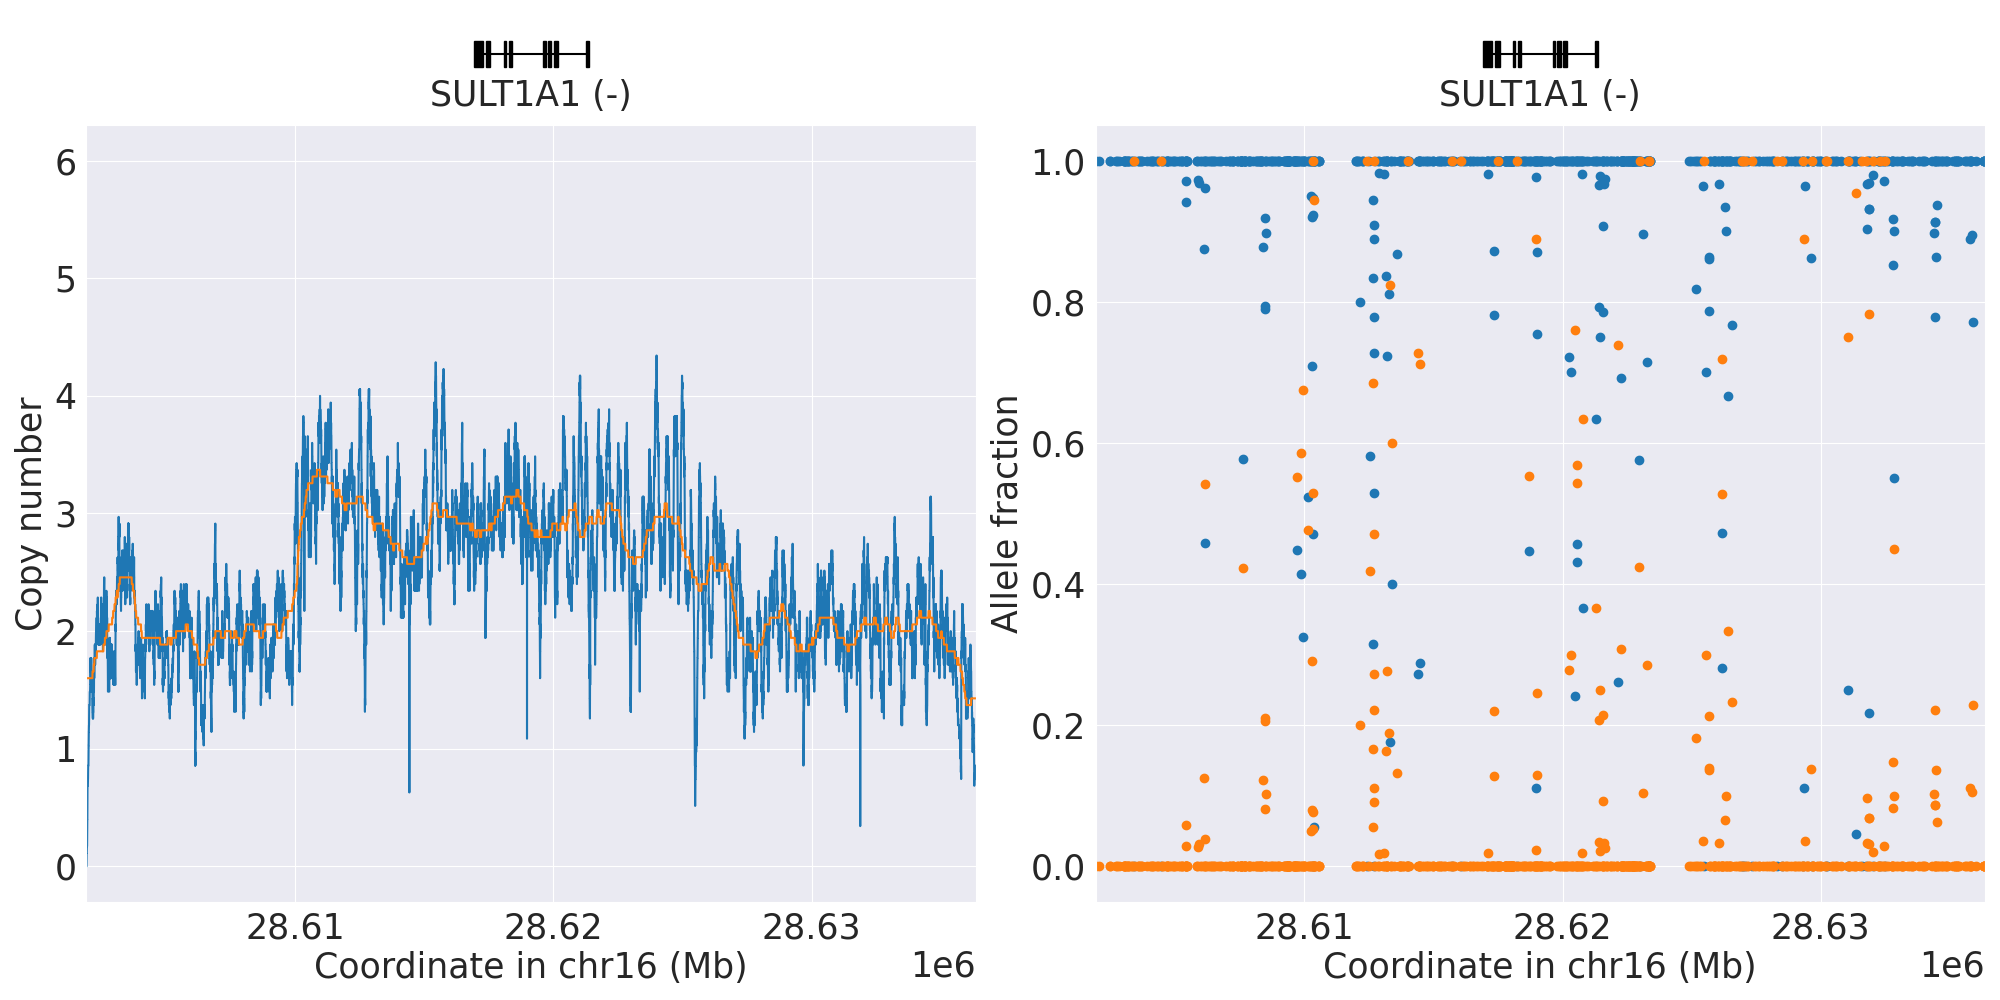 SULT1A1 (-)
Copy number
6
5
4
3
2
1
0
28.61
28.62
28.63
Coordinate in chr16 (Mb)
1e6
SULT1A1 (-)
Allele fraction
1.0
0.8
0.6
0.4
0.2
0.0
28.61
28.62
28.63
Coordinate in chr16 (Mb)
1e6